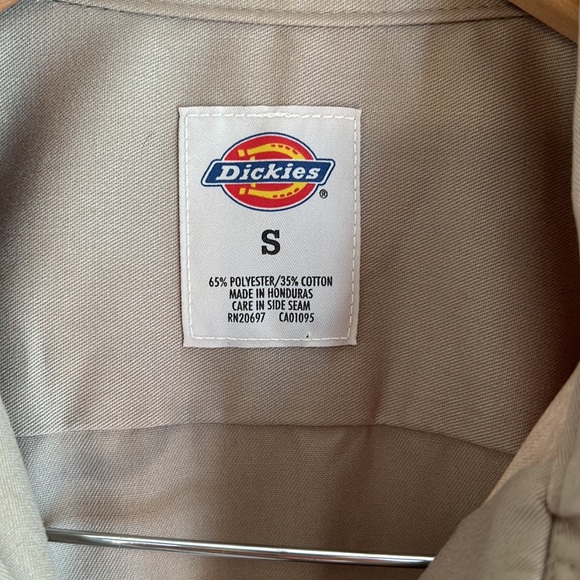 Dickies ®
S
65% POLYESTER/35% COTTON
MADE IN HONDURAS
CARE IN SIDE SEAM
RN20697 CA01095